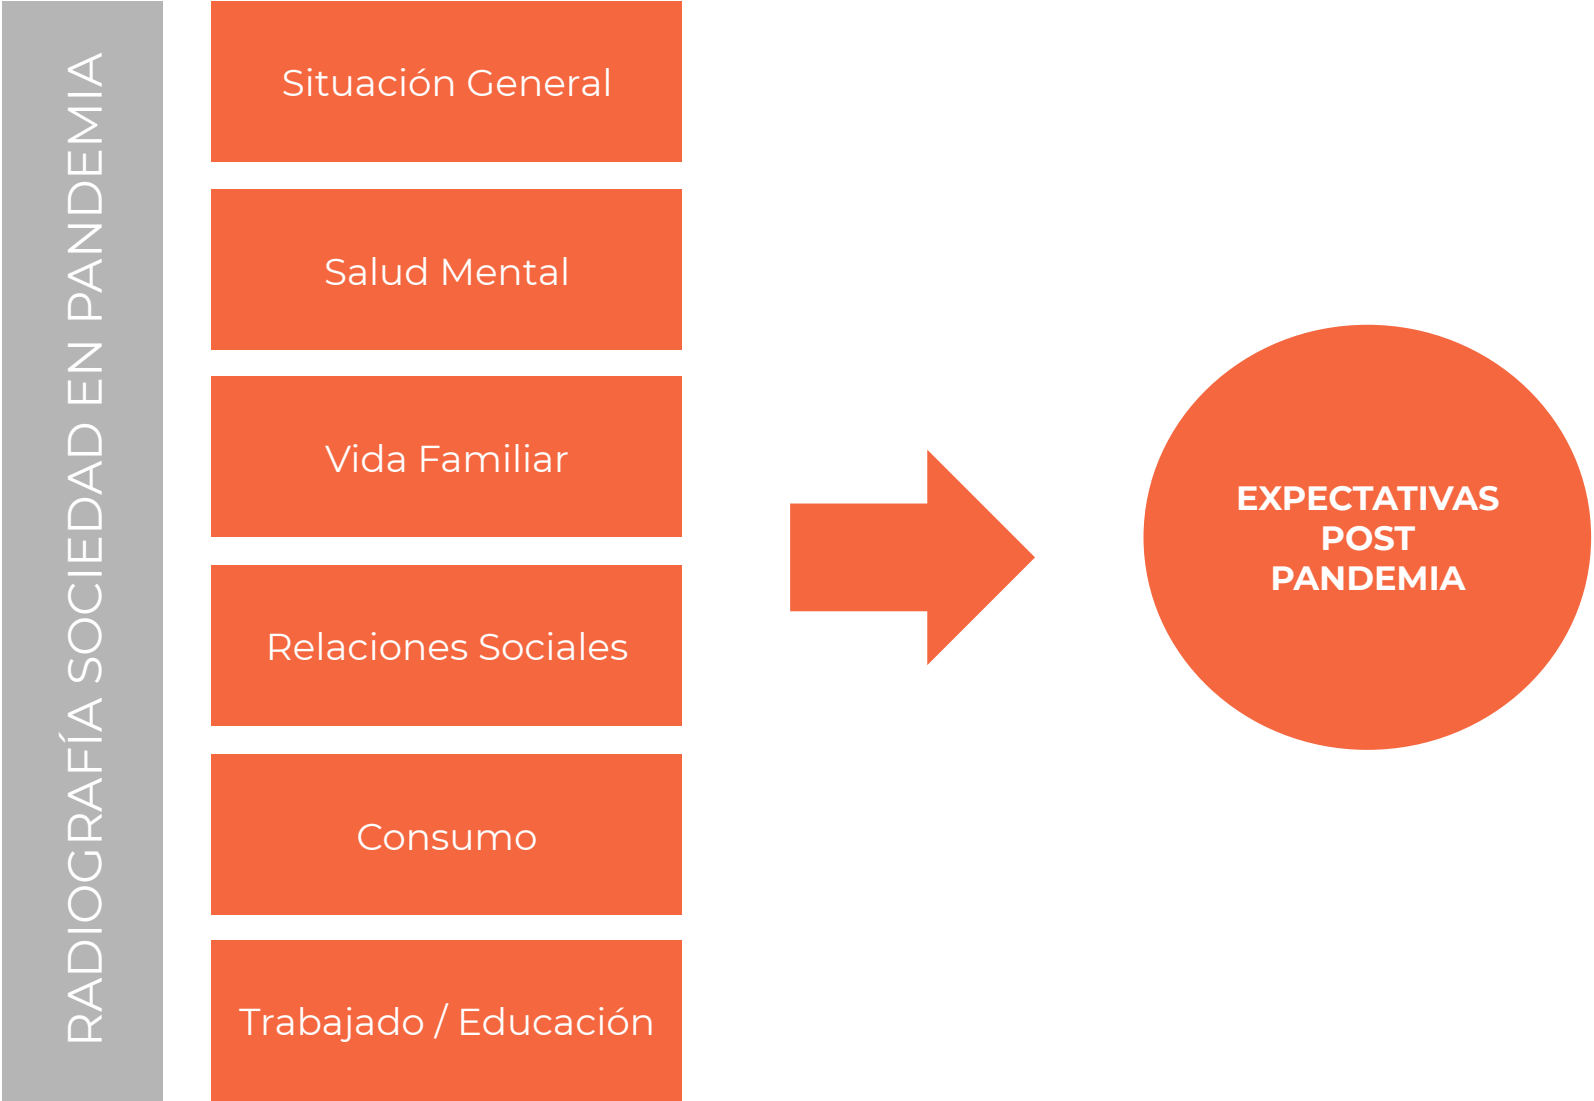 RADIOGRAFÍA SOCIEDAD EN PANDEMIA
Situación General
Salud Mental
Vida Familiar
Relaciones Sociales
Consumo
Trabajado / Educación
EXPECTATIVAS
POST
PANDEMIA